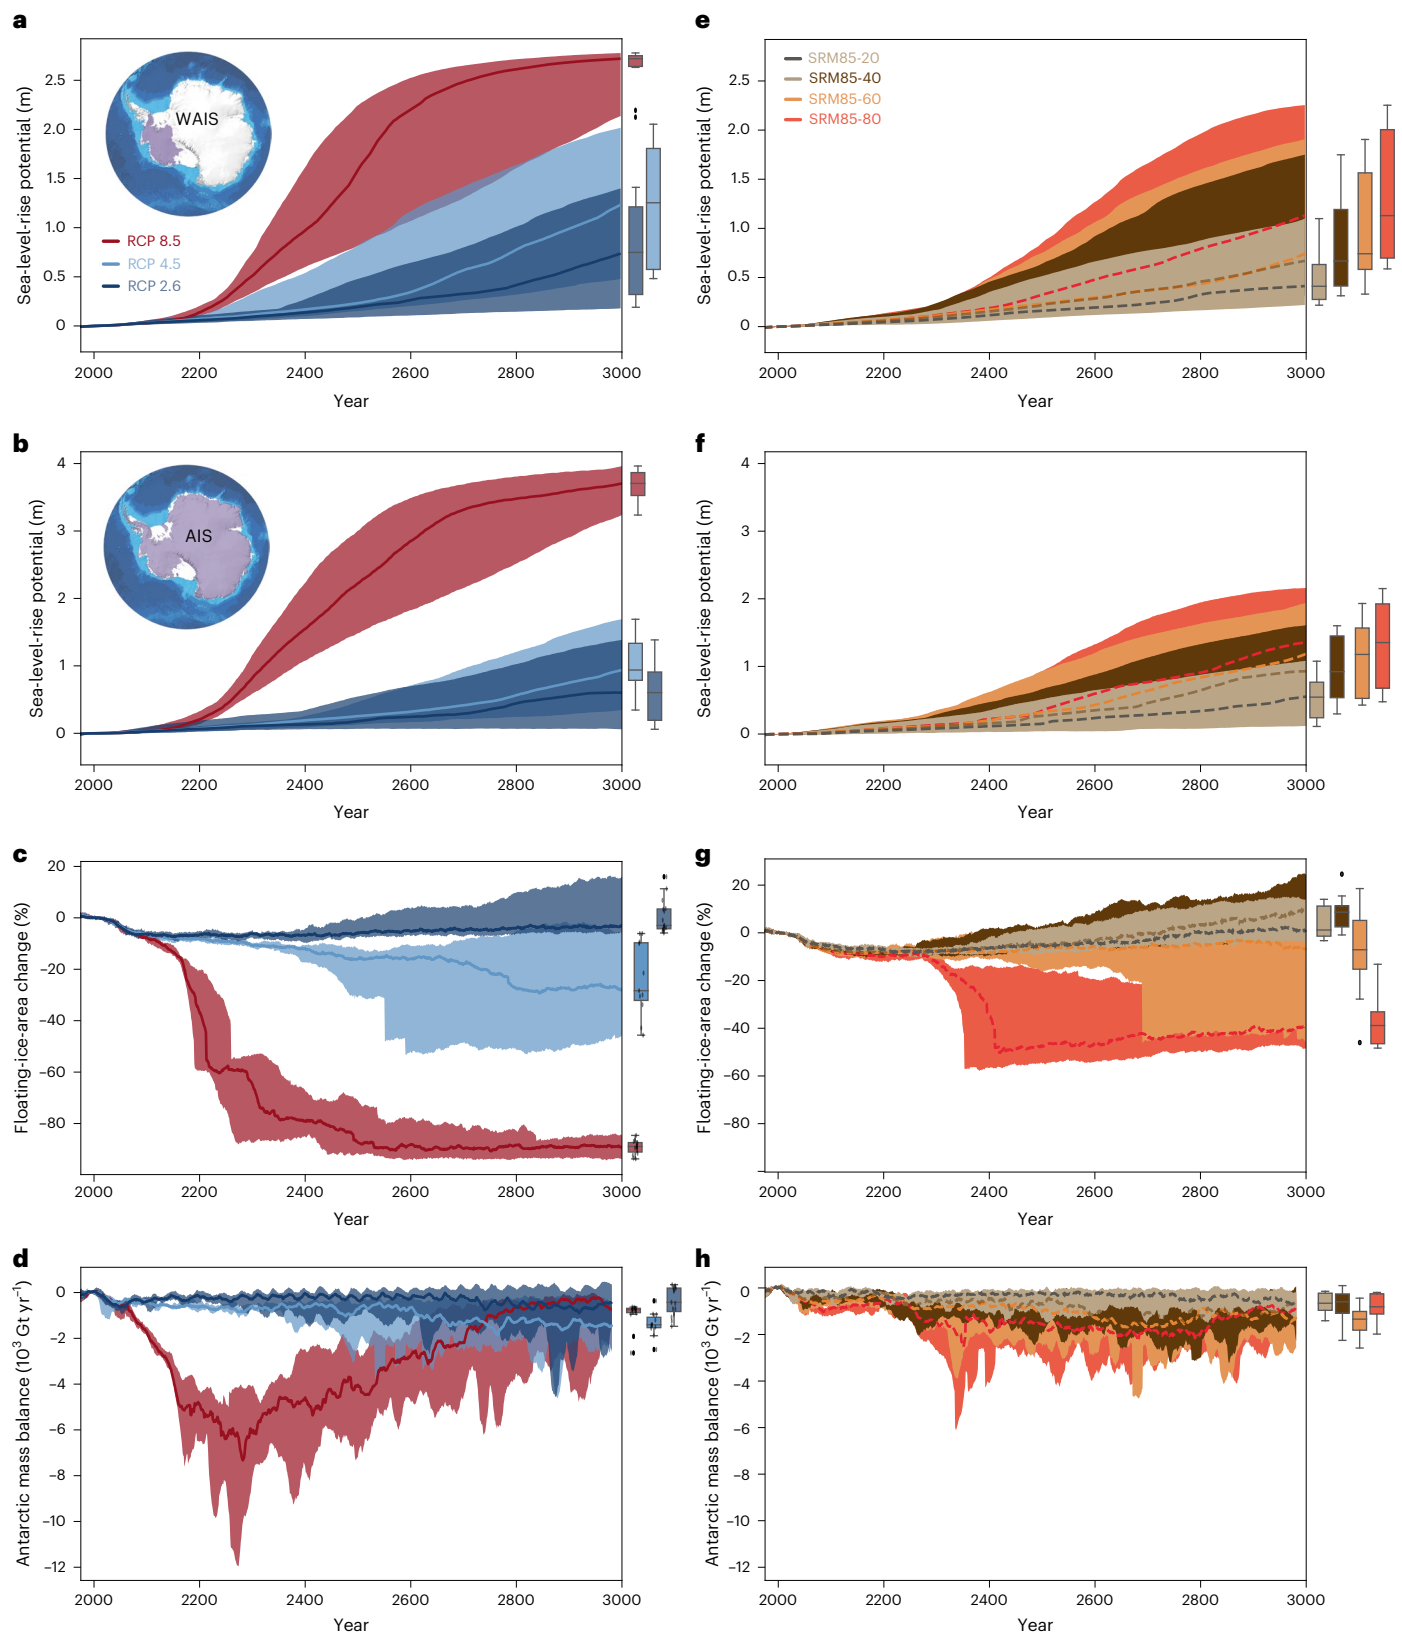 a
Sea-level-rise potential (m)
2.5
2.0
1.5
1.0
0.5
0
WAIS
RCP 8.5
RCP 4.5
RCP 2.6
2000 2200 2400 2600 2800 3000
Year
e
Sea-level-rise potential (m)
2.5
2.0
1.5
1.0
0.5
0
SRM85-20
SRM85-40
SRM85-60
SRM85-80
2000 2200 2400 2600 2800 3000
Year
b
Sea-level-rise potential (m)
4
3
2
1
0
AIS
2000 2200 2400 2600 2800 3000
Year
f
Sea-level-rise potential (m)
4
3
2
1
0
2000 2200 2400 2600 2800 3000
Year
c
Floating-ice-area change (%)
20
0
−20
−40
−60
−80
2000 2200 2400 2600 2800 3000
Year
g
Floating-ice-area change (%)
20
0
−20
−40
−60
−80
2000 2200 2400 2600 2800 3000
Year
d
Antarctic mass balance (10³ Gt yr⁻¹)
0
−2
−4
−6
−8
−10
−12
2000 2200 2400 2600 2800 3000
Year
h
Antarctic mass balance (10³ Gt yr⁻¹)
0
−2
−4
−6
−8
−10
−12
2000 2200 2400 2600 2800 3000
Year